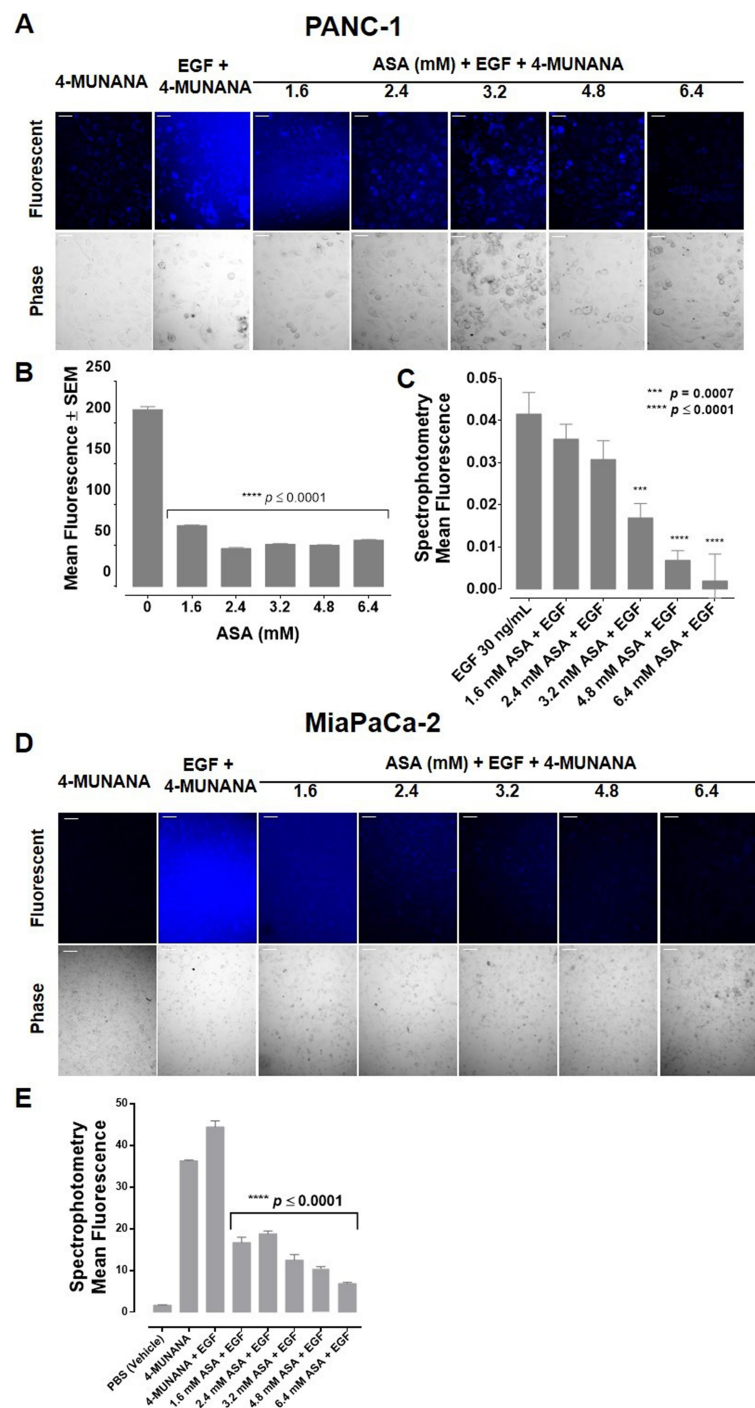 A
PANC-1
4-MUNANA
EGF +
4-MUNANA
ASA (mM) + EGF + 4-MUNANA
1.6
2.4
3.2
4.8
6.4
Fluorescent
Phase
B
Mean Fluorescence ± SEM
250
200
150
100
50
0
**** p ≤ 0.0001
0
1.6
2.4
3.2
4.8
6.4
ASA (mM)
C
Spectrophotometry
Mean Fluorescence
0.05
0.04
0.03
0.02
0.01
0.00
*** p = 0.0007
**** p ≤ 0.0001
***
****
****
EGF 30 ng/mL
1.6 mM ASA + EGF
2.4 mM ASA + EGF
3.2 mM ASA + EGF
4.8 mM ASA + EGF
6.4 mM ASA + EGF
MiaPaCa-2
D
4-MUNANA
EGF +
4-MUNANA
ASA (mM) + EGF + 4-MUNANA
1.6
2.4
3.2
4.8
6.4
Fluorescent
Phase
E
Spectrophotometry
Mean Fluorescence
50
40
30
20
10
0
**** p ≤ 0.0001
PBS (Vehicle)
4-MUNANA
4-MUNANA + EGF
1.6 mM ASA + EGF
2.4 mM ASA + EGF
3.2 mM ASA + EGF
4.8 mM ASA + EGF
6.4 mM ASA + EGF